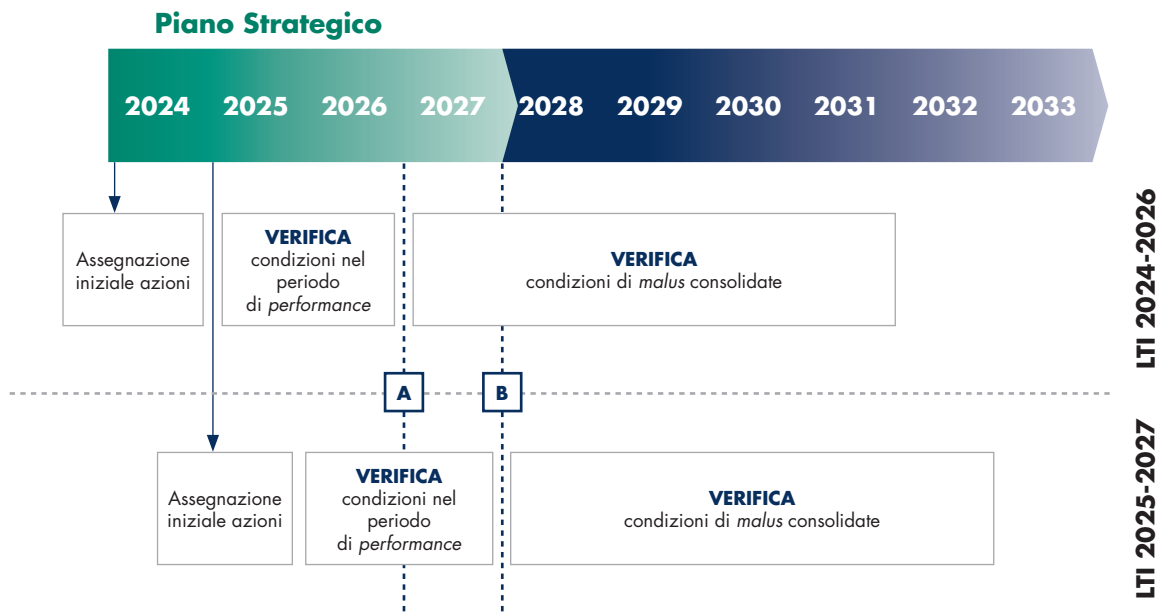 Piano Strategico
2024 2025 2026 2027 2028 2029 2030 2031 2032 2033
Assegnazione
iniziale azioni
VERIFICA
condizioni nel
periodo
di performance
VERIFICA
condizioni di malus consolidate
LTI 2024-2026
A
B
Assegnazione
iniziale azioni
VERIFICA
condizioni nel
periodo
di performance
VERIFICA
condizioni di malus consolidate
LTI 2025-2027